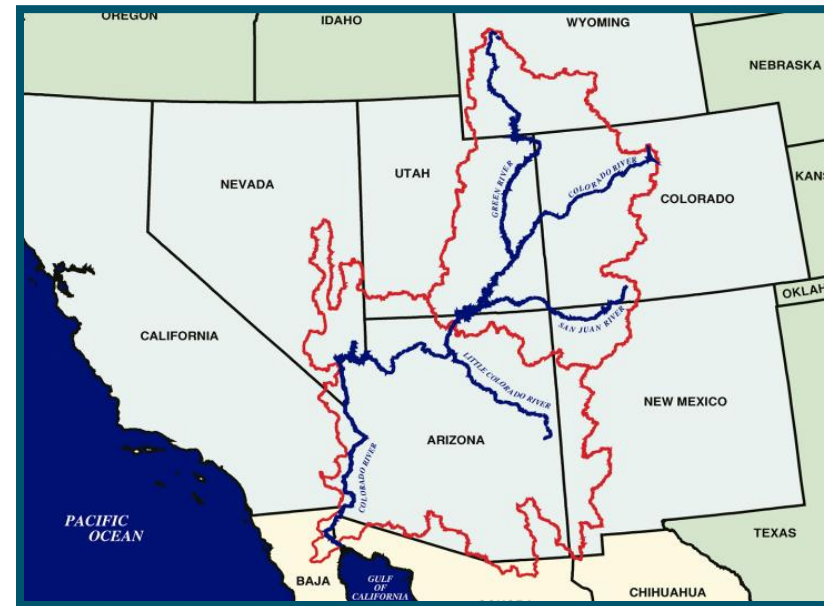 OREGON
IDAHO
WYOMING
NEBRASKA
NEVADA
UTAH
GREEN RIVER
COLORADO RIVER
COLORADO
KANS
OKLAH
CALIFORNIA
SAN JUAN RIVER
LITTLE COLORADO RIVER
NEW MEXICO
ARIZONA
COLORADO RIVER
PACIFIC
OCEAN
TEXAS
BAJA
GULF
OF
CALIFORNIA
CHIHUAHUA